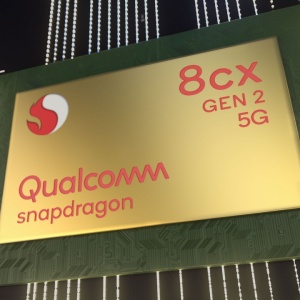 8cx
GEN 2
5G
Qualcomm
snapdragon